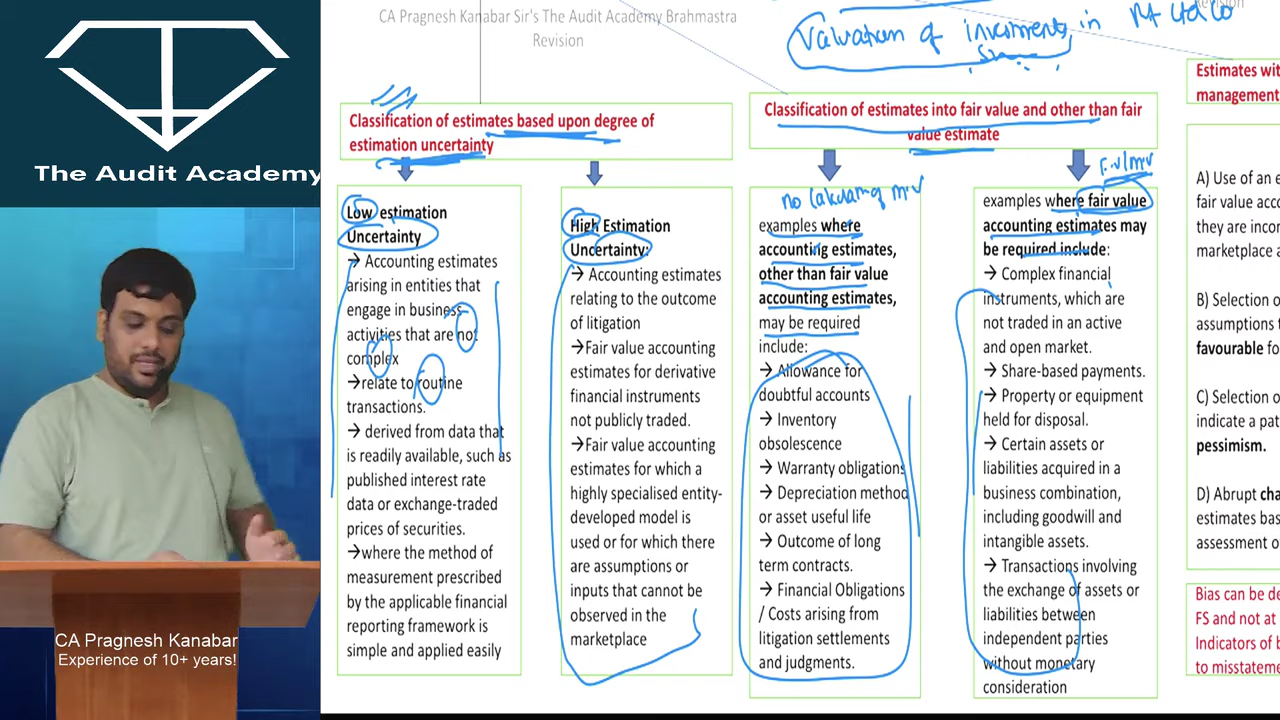 The Audit Academy
CA Pragnesh Kanabar
Experience of 10+ years!
CA Pragnesh Kanabar Sir's The Audit Academy Brahmastra
Revision
Revision
Valuation of investments in
Classification of estimates based upon degree of
estimation uncertainty
Low estimation
Uncertainty
→ Accounting estimates
arising in entities that
engage in business
activities that are not
complex
→relate to routine
transactions.
→ derived from data that
is readily available, such as
published interest rate
data or exchange-traded
prices of securities.
→where the method of
measurement prescribed
by the applicable financial
reporting framework is
simple and applied easily
High Estimation
Uncertainty:
→ Accounting estimates
relating to the outcome
of litigation
→Fair value accounting
estimates for derivative
financial instruments
not publicly traded.
→Fair value accounting
estimates for which a
highly specialised entity-
developed model is
used or for which there
are assumptions or
inputs that cannot be
observed in the
marketplace
Classification of estimates into fair value and other than fair
value estimate
no calculation of m.v
examples where
accounting estimates,
other than fair value
accounting estimates,
may be required
include:
→ Allowance for
doubtful accounts
→ Inventory
obsolescence
→ Warranty obligations
→ Depreciation method
or asset useful life
→ Outcome of long
term contracts.
→ Financial Obligations
/ Costs arising from
litigation settlements
and judgments.
F.v/m.v
examples where fair value
accounting estimates may
be required include:
→ Complex financial
instruments, which are
not traded in an active
and open market.
→ Share-based payments.
→ Property or equipment
held for disposal.
→ Certain assets or
liabilities acquired in a
business combination,
including goodwill and
intangible assets.
→ Transactions involving
the exchange of assets or
liabilities between
independent parties
without monetary
consideration
Estimates wit
management
A) Use of an e
fair value acco
they are incon
marketplace a
B) Selection o
assumptions t
favourable fo
C) Selection o
indicate a pat
pessimism.
D) Abrupt cha
estimates bas
assessment of
Bias can be de
FS and not at
Indicators of b
to misstateme